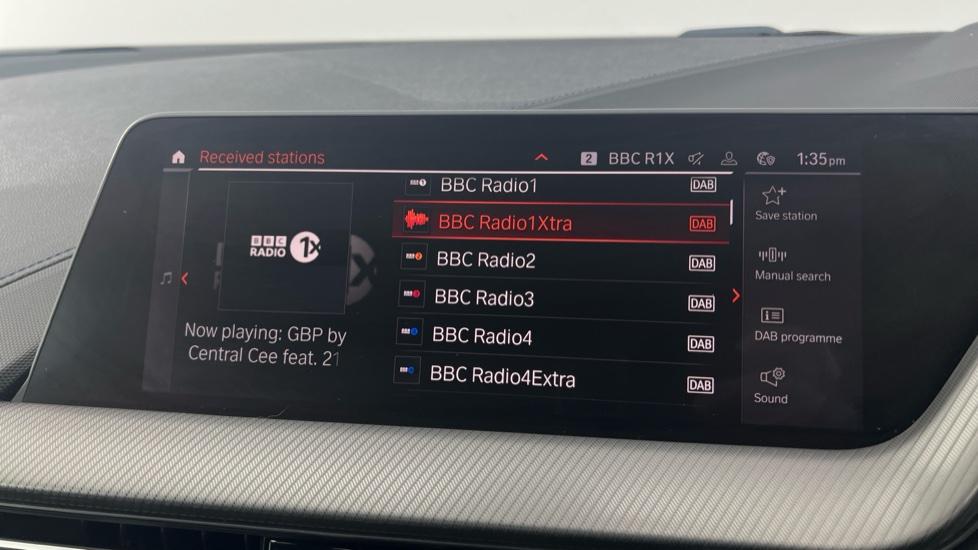 Received stations
2 BBC R1X 1:35pm
BBC RADIO 1X
Now playing: GBP by
Central Cee feat. 21
BBC Radio1 DAB
BBC Radio1Xtra DAB
BBC Radio2 DAB
BBC Radio3 DAB
BBC Radio4 DAB
BBC Radio4Extra DAB
Save station
Manual search
DAB programme
Sound